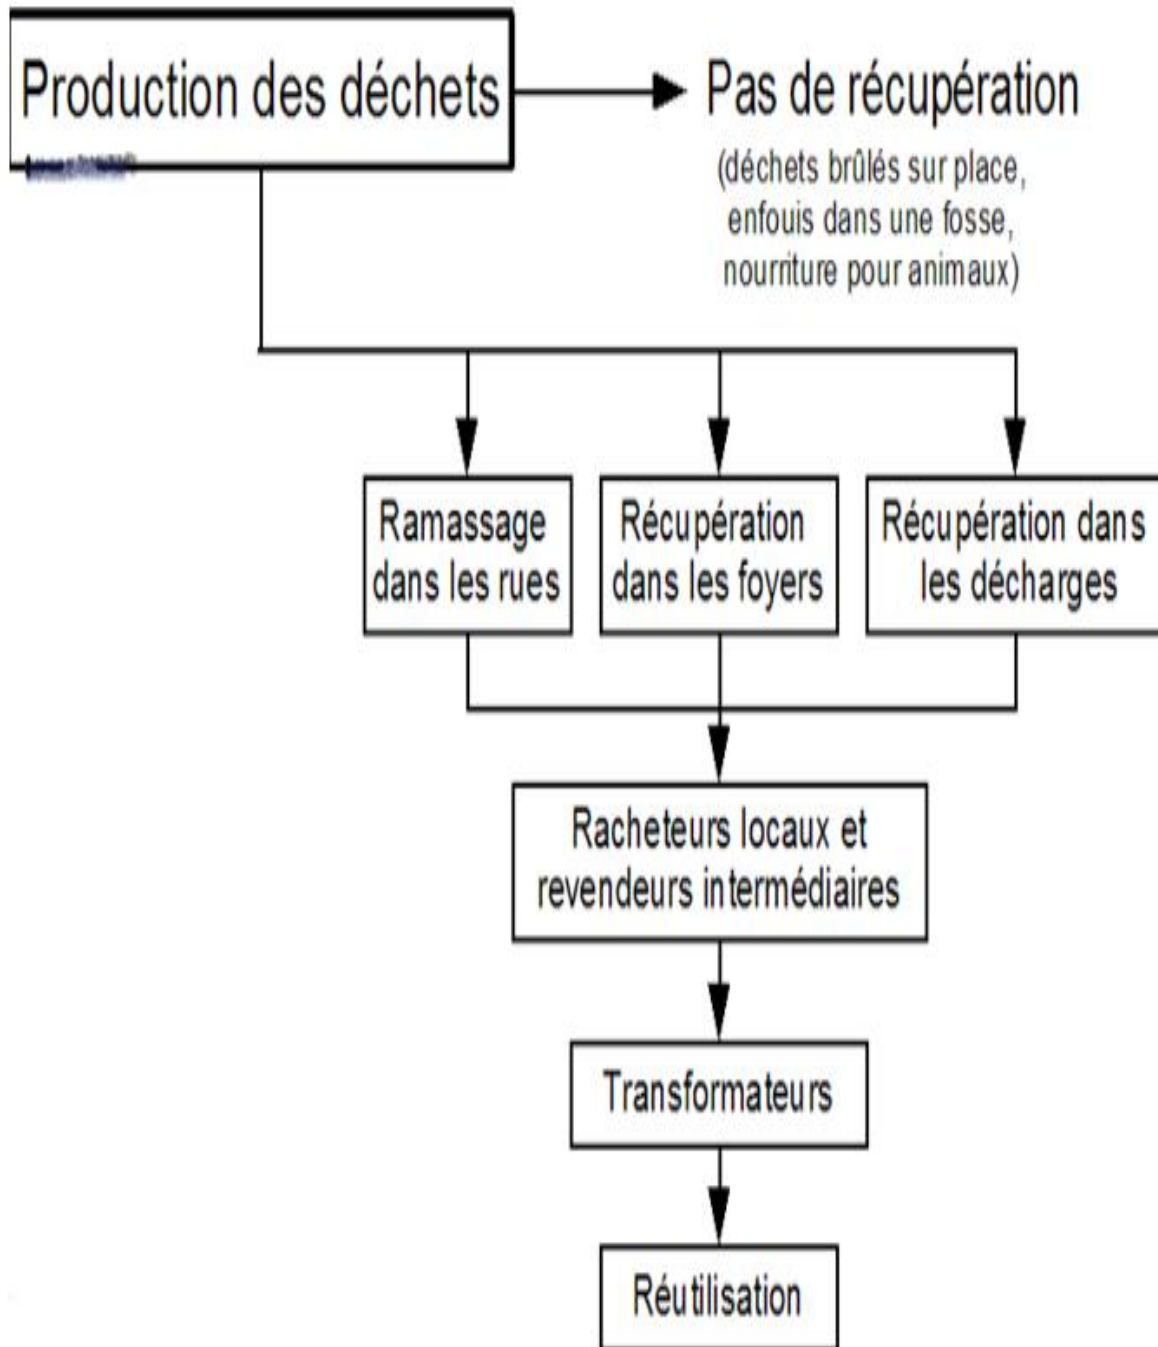 Production des déchets
Pas de récupération
(déchets brûlés sur place,
enfouis dans une fosse,
nourriture pour animaux)
Ramassage
dans les rues
Récupération
dans les foyers
Récupération dans
les décharges
Racheteurs locaux et
revendeurs intermédiaires
Transformateurs
Réutilisation